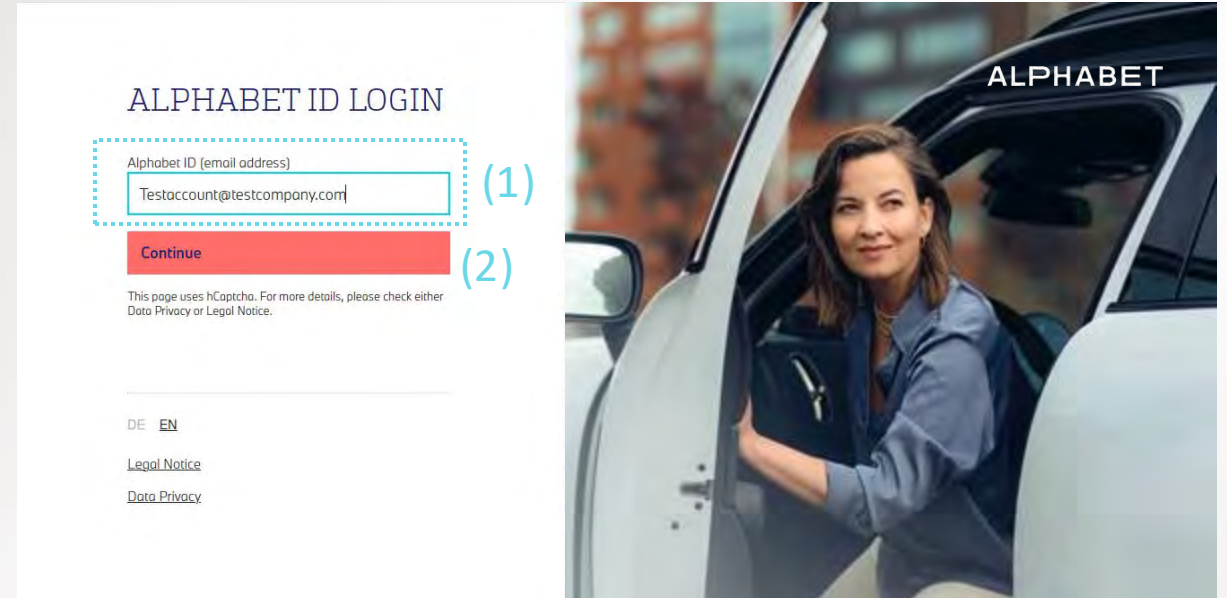 ALPHABET ID LOGIN
Alphabet ID (email address)
Testaccount@testcompany.com
(1)
Continue
(2)
This page uses hCaptcha. For more details, please check either
Data Privacy or Legal Notice.
DE EN
Legal Notice
Data Privacy
ALPHABET